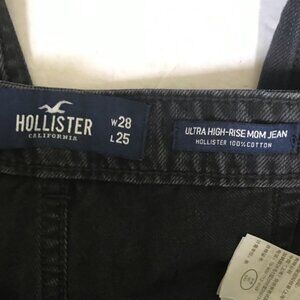 HOLLISTER
CALIFORNIA
W28
L25
ULTRA HIGH-RISE MOM JEAN
HOLLISTER 100% COTTON